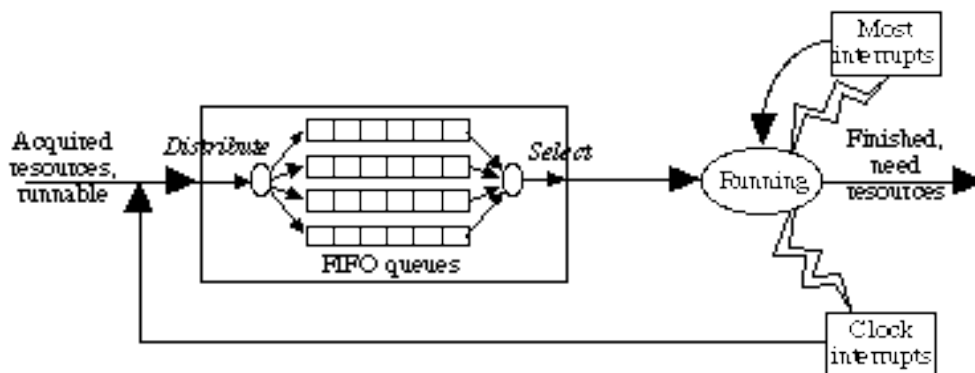 Most
interrupts
Acquired
resources,
runnable
Distribute
Select
Running
Finished,
need
resources
FIFO queues
Clock
interrupts